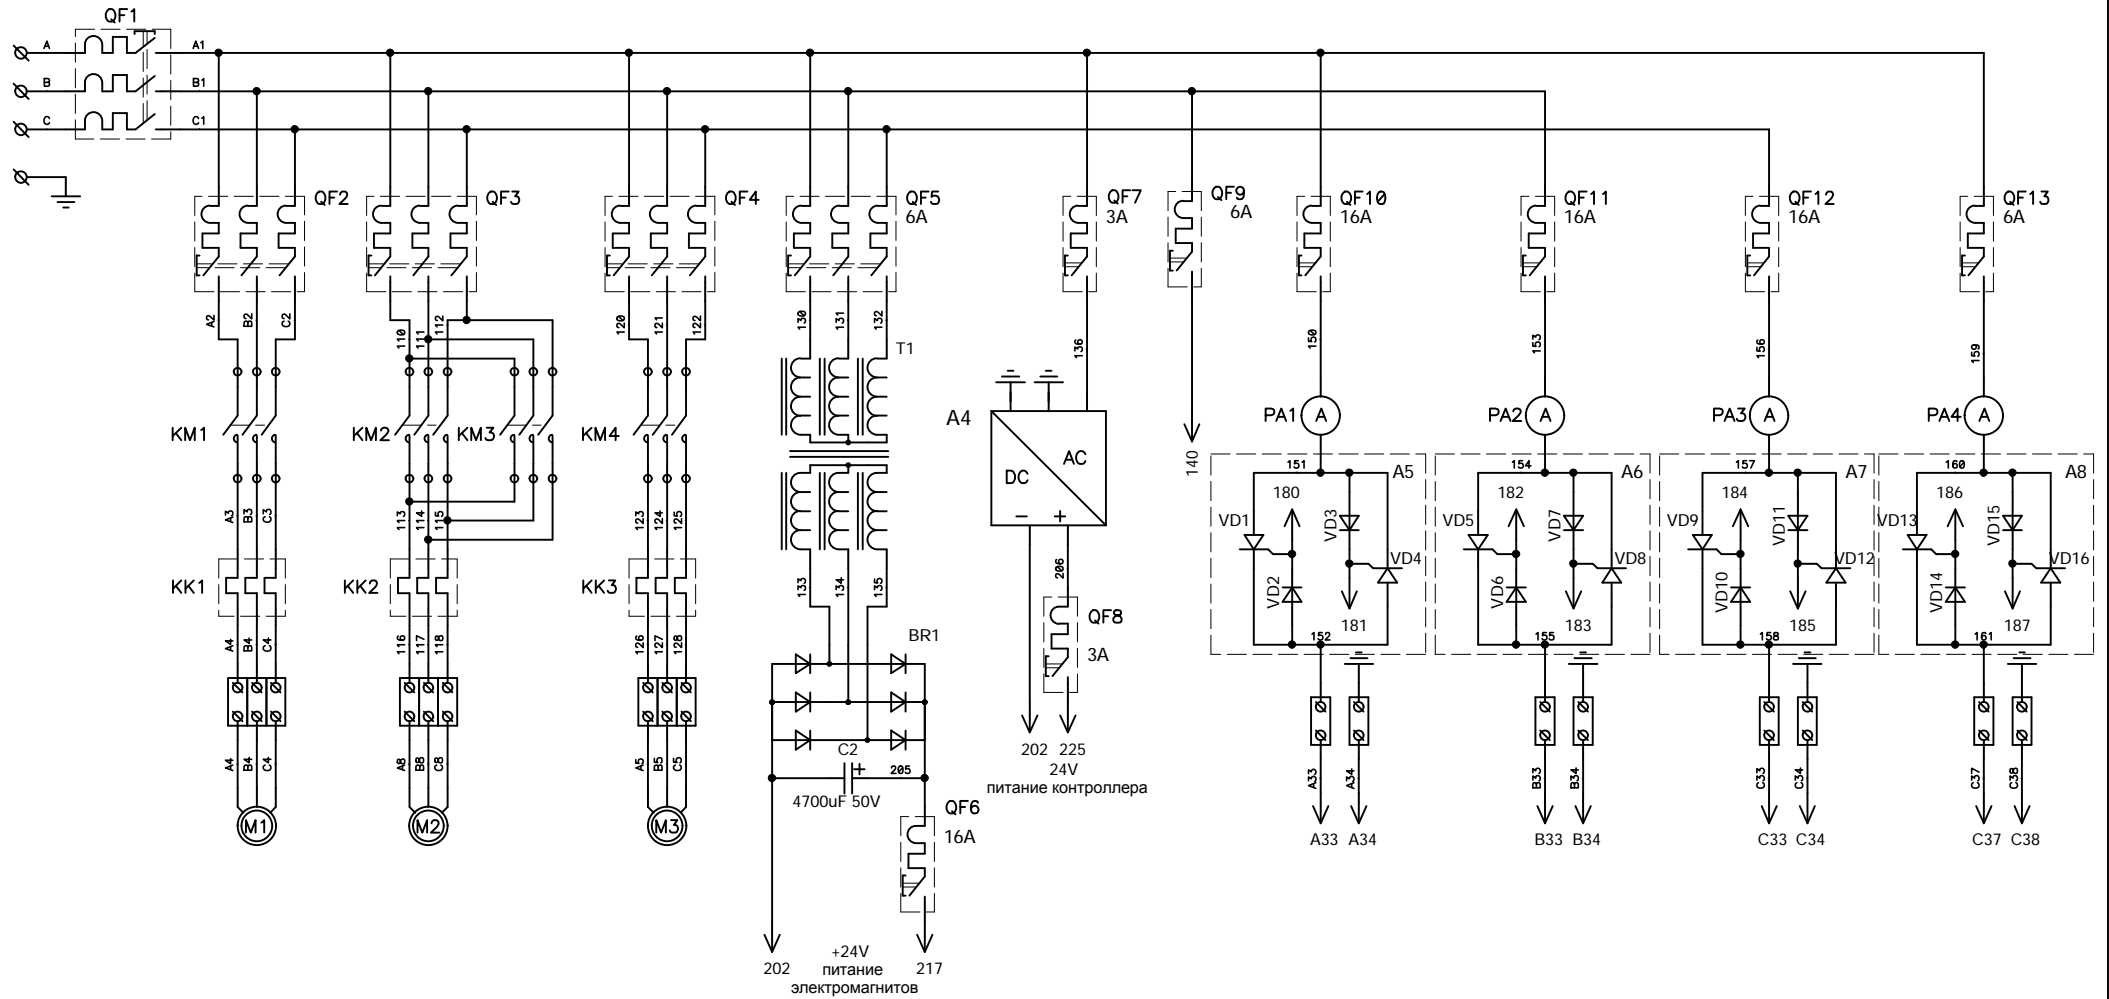 QF1
A A1
B B1
C C1
QF2 QF3 QF4 QF5 QF7 QF9 QF10 QF11 QF12 QF13
6A 3A 6A 16A 16A 16A 6A
A2 B2 C2 110 111 112 120 121 122 130 131 132 136 150 153 156 159
T1
KM1 KM2 KM3 KM4 A4 PA1 A PA2 A PA3 A PA4 A
DC AC
− +
140
151 A5 154 A6 157 A7 160 A8
180 182 184 186
A3 B3 C3 113 114 115 123 124 125
VD1 VD3 VD5 VD7 VD9 VD11 VD13 VD15
VD2 VD4 VD6 VD8 VD10 VD12 VD14 VD16
181 183 185 187
152 155 158 161
KK1 KK2 KK3
133 134 135 206
QF8
3A
A4 B4 C4 116 117 118 126 127 128
BR1
C2
+ 205
4700uF 50V
202 225
24V
питание контроллера
A4 B4 C4 A8 B8 C8 A5 B5 C5
M1 M2 M3
A33 A34 B33 B34 C33 C34 C37 C38
A33 A34 B33 B34 C33 C34 C37 C38
QF6
16A
202 217
+24V
питание
электромагнитов